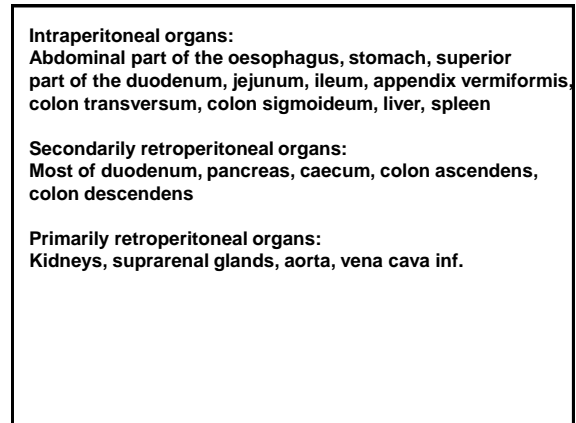 Intraperitoneal organs:
Abdominal part of the oesophagus, stomach, superior
part of the duodenum, jejunum, ileum, appendix vermiformis,
colon transversum, colon sigmoideum, liver, spleen
Secondarily retroperitoneal organs:
Most of duodenum, pancreas, caecum, colon ascendens,
colon descendens
Primarily retroperitoneal organs:
Kidneys, suprarenal glands, aorta, vena cava inf.